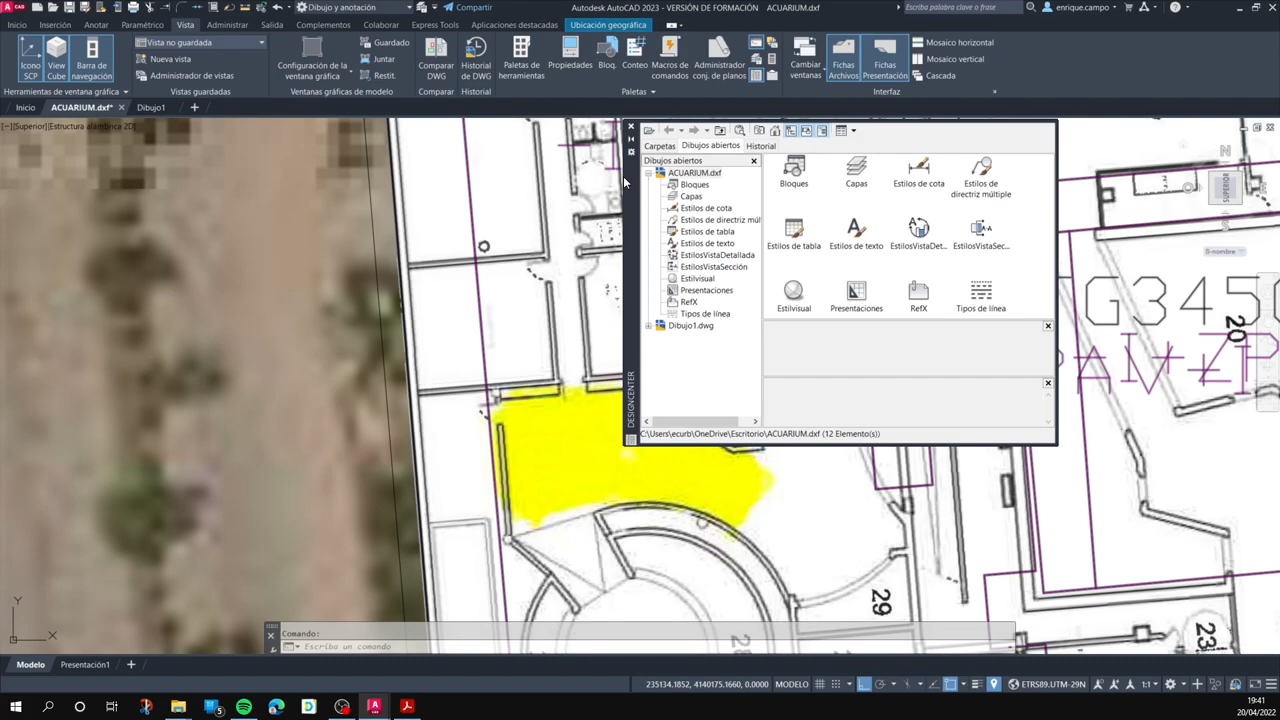 CAD
Compartir
Autodesk AutoCAD 2023 - VERSIÓN DE FORMACIÓN ACUARIUM.dxf
Escriba palabra clave o frase
enrique.campo
Dibujo y anotación
Inicio Inserción Anotar Paramétrico Vista Administrar Salida Complementos Colaborar Express Tools Aplicaciones destacadas Ubicación geográfica
Vista no guardada
Nueva vista
Administrador de vistas
Icono SCP
View Cube
Barra de navegación
Configuración de la ventana gráfica
Guardado
Juntar
Restit.
Comparar DWG
Historial de DWG
Paletas de herramientas
Propiedades
Bloq.
Conteo
Macros de comandos
Administrador conj. de planos
Cambiar ventanas
Fichas Archivos
Fichas Presentación
Mosaico horizontal
Mosaico vertical
Cascada
Herramientas de ventana gráfica
Vistas guardadas
Ventanas gráficas de modelo
Comparar
Historial
Paletas
Interfaz
Inicio
ACUARIUM.dxf*
Dibujo1
[−][Superior][Estructura alámbrica 2D]
Carpetas Dibujos abiertos Historial
Dibujos abiertos
ACUARIUM.dxf
Bloques
Capas
Estilos de cota
Estilos de directriz múl
Estilos de tabla
Estilos de texto
EstilosVistaDetallada
EstilosVistaSección
Estilvisual
Presentaciones
RefX
Tipos de línea
Dibujo1.dwg
Bloques
Capas
Estilos de cota
Estilos de directriz múltiple
Estilos de tabla
Estilos de texto
EstilosVistaDet...
EstilosVistaSec...
Estilvisual
Presentaciones
RefX
Tipos de línea
DESIGNCENTER
C:\Users\ecurb\OneDrive\Escritorio\ACUARIUM.dxf (12 Elemento(s))
N
SUPERIOR
S-nombre
G3450
20
29
23
Y
X
Comando:
Escriba un comando
Modelo Presentación1
235134.1852, 4140175.1660, 0.0000 MODELO
ETRS89.UTM-29N
1:1
19:41
20/04/2022